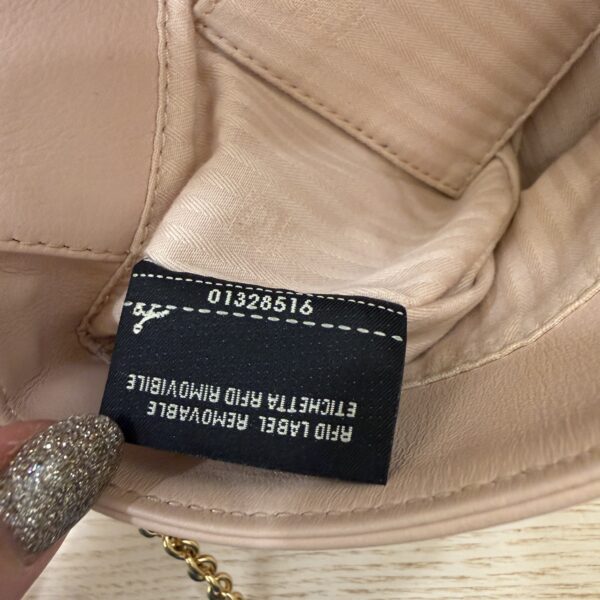 01328516
RFID LABEL REMOVABLE
ETICHETTA RFID RIMOVIBILE